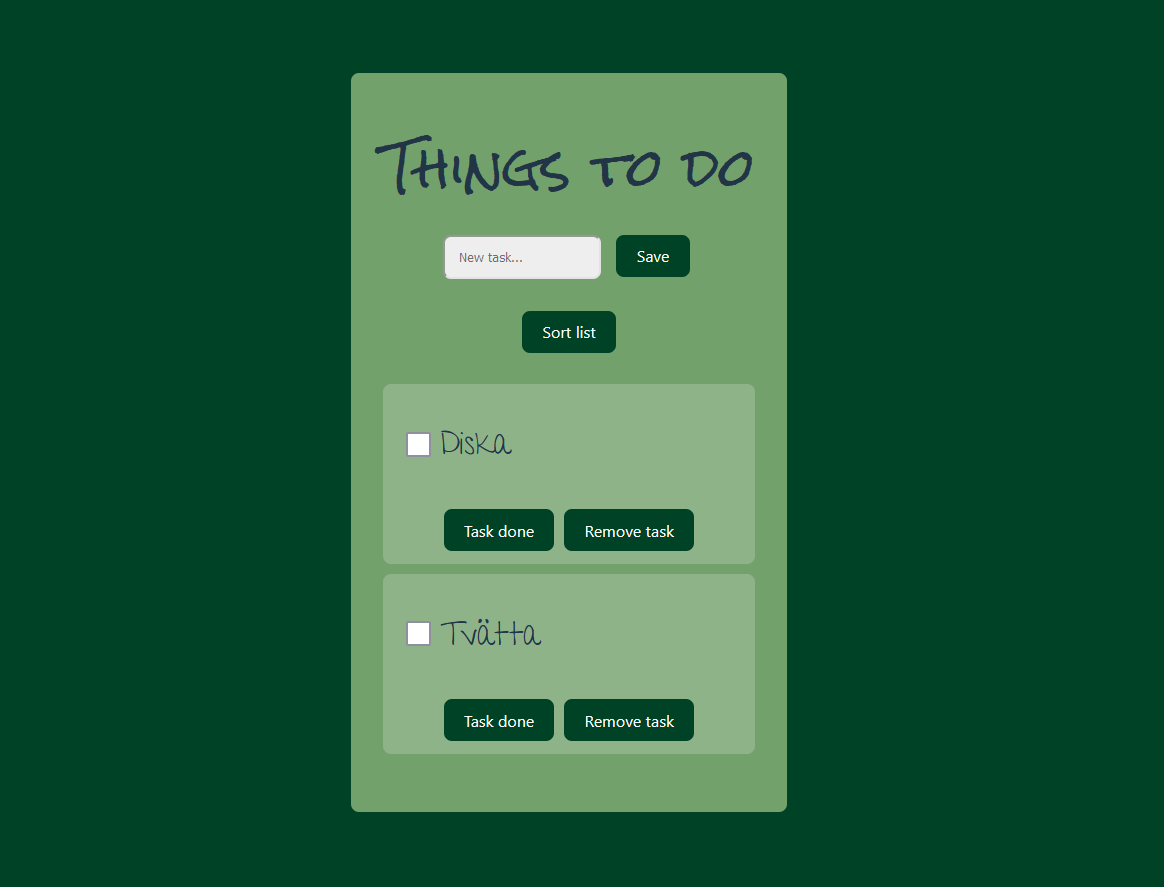 Things to do
New task...
Save
Sort list
Diska
Task done
Remove task
Tvätta
Task done
Remove task